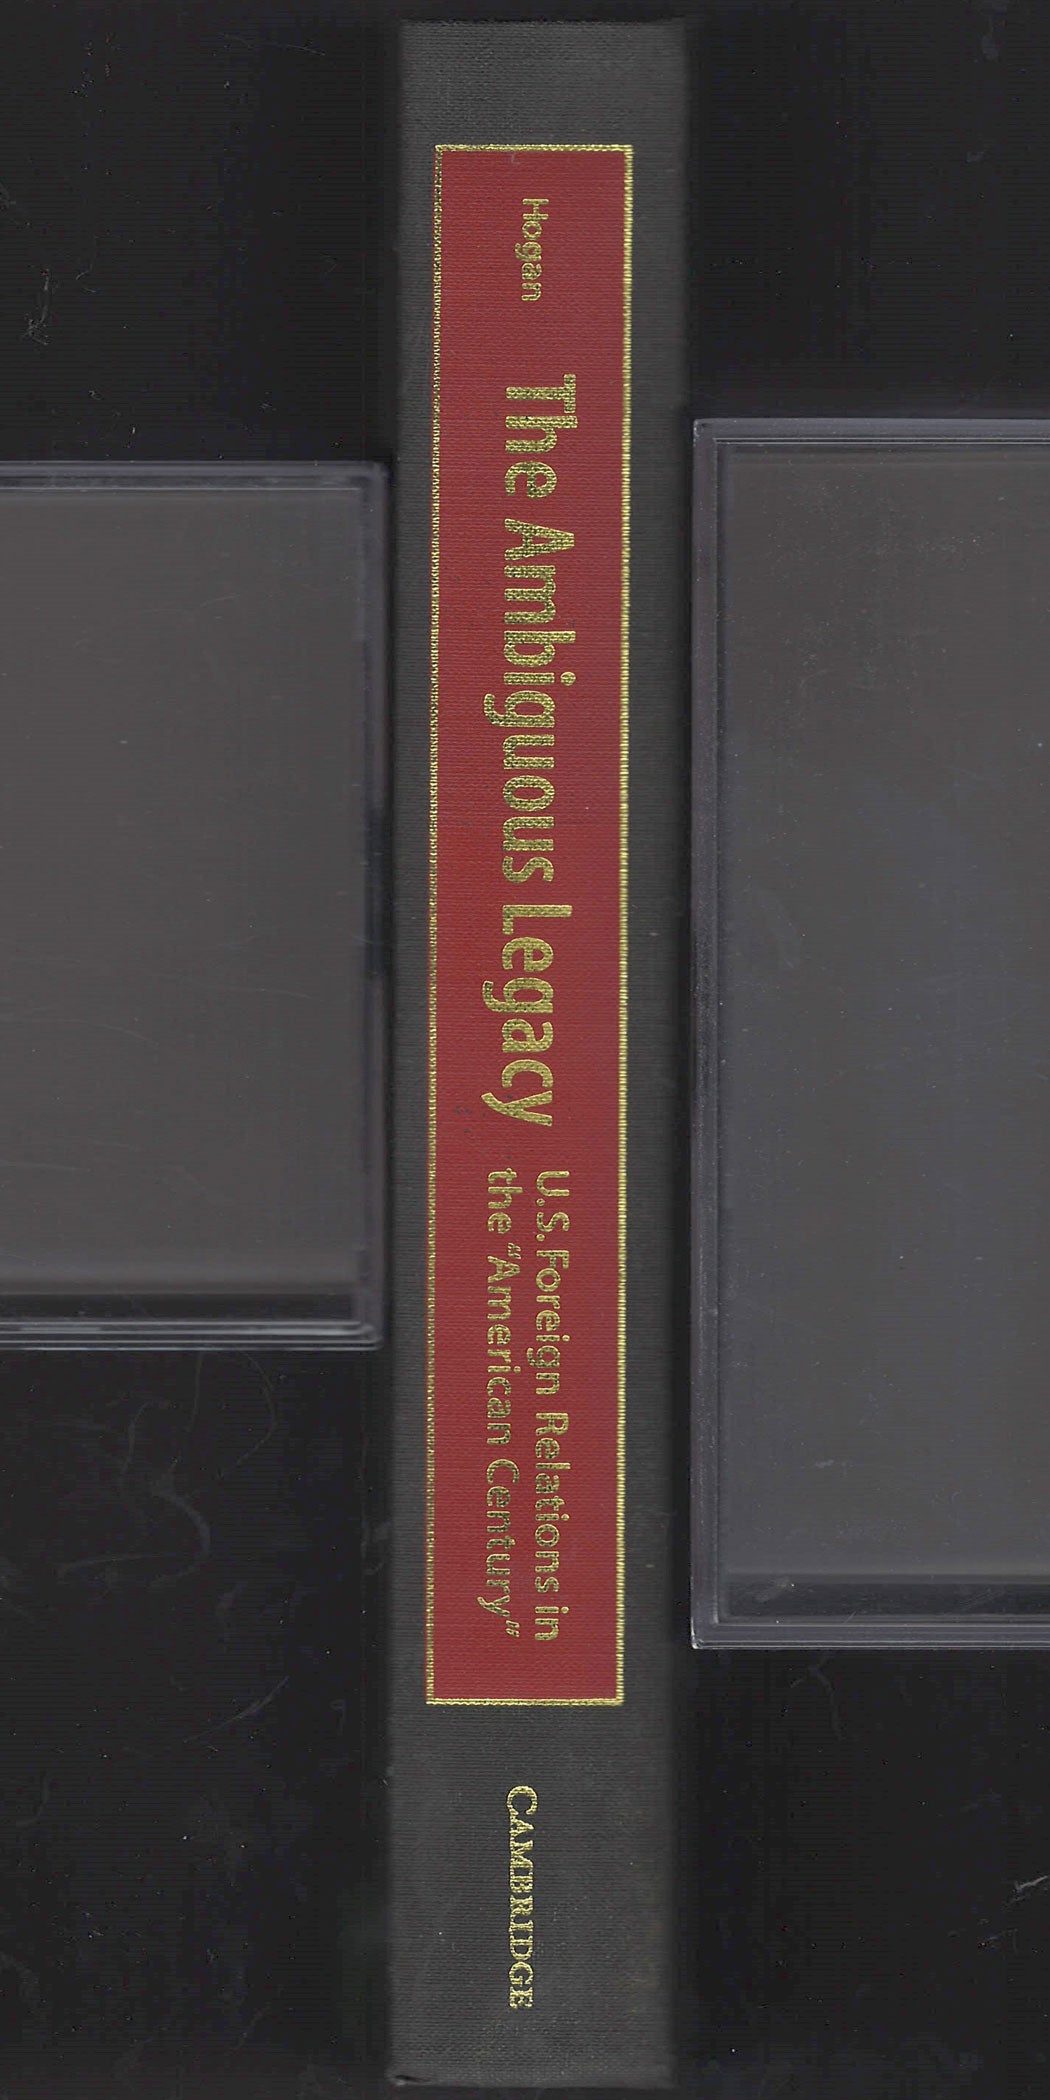 Hogan
The Ambiguous Legacy
U.S. Foreign Relations in
the "American Century"
CAMBRIDGE